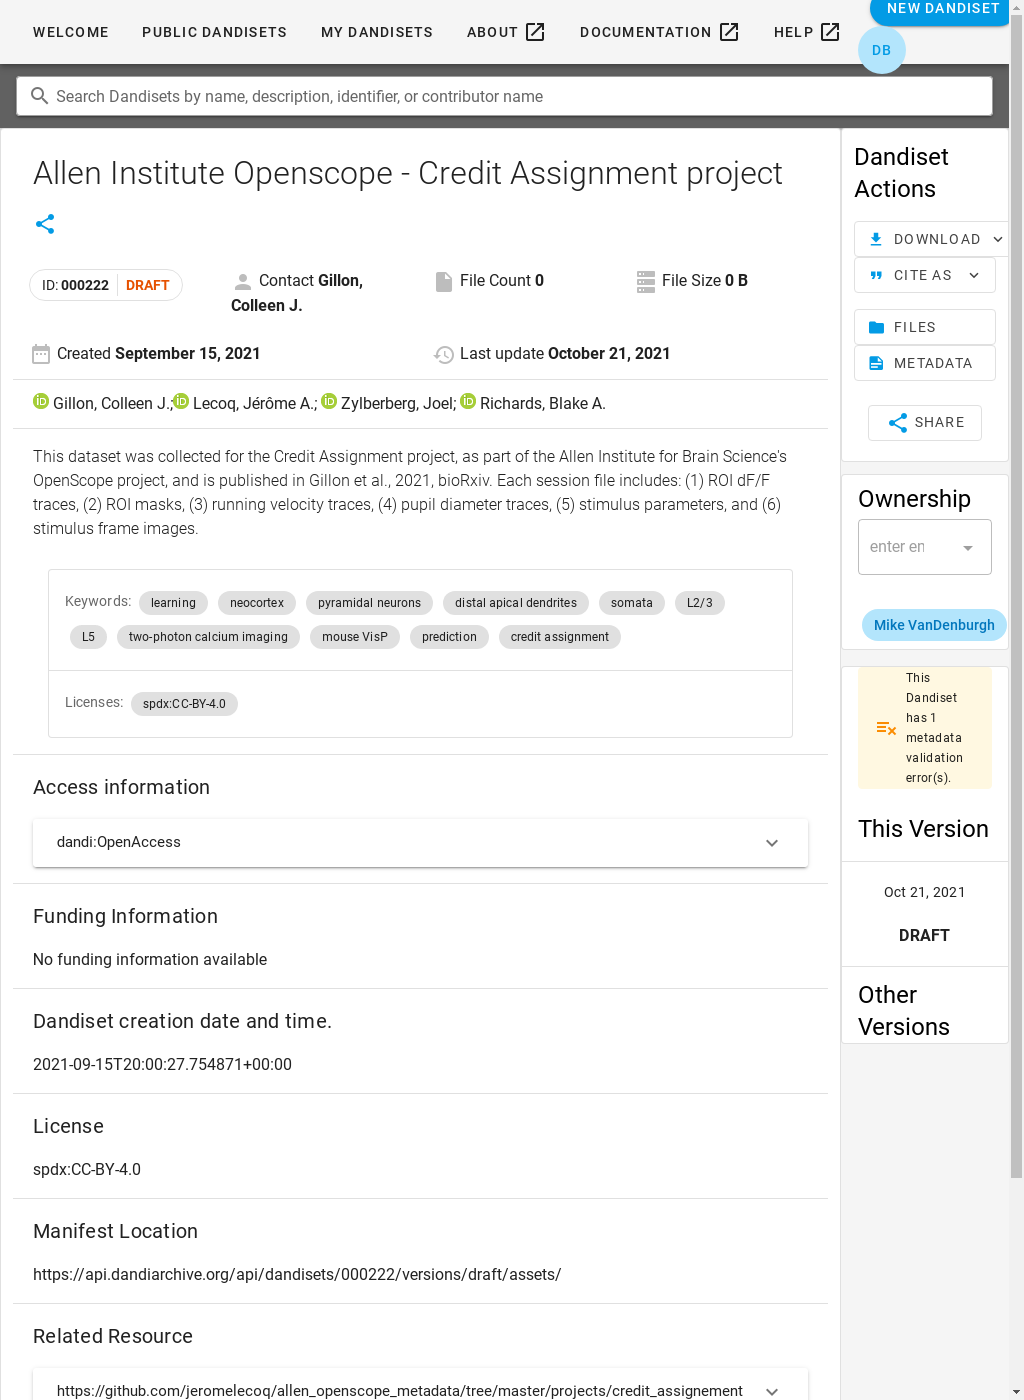 WELCOME PUBLIC DANDISETS MY DANDISETS ABOUT DOCUMENTATION HELP NEW DANDISET
DB
Search Dandisets by name, description, identifier, or contributor name
Allen Institute Openscope - Credit Assignment project
ID: 000222 DRAFT
Contact Gillon,
Colleen J.
File Count 0
File Size 0 B
Created September 15, 2021
Last update October 21, 2021
Gillon, Colleen J.; Lecoq, Jérôme A.; Zylberberg, Joel; Richards, Blake A.
This dataset was collected for the Credit Assignment project, as part of the Allen Institute for Brain Science's
OpenScope project, and is published in Gillon et al., 2021, bioRxiv. Each session file includes: (1) ROI dF/F
traces, (2) ROI masks, (3) running velocity traces, (4) pupil diameter traces, (5) stimulus parameters, and (6)
stimulus frame images.
Keywords: learning neocortex pyramidal neurons distal apical dendrites somata L2/3
L5 two-photon calcium imaging mouse VisP prediction credit assignment
Licenses: spdx:CC-BY-4.0
Access information
dandi:OpenAccess
Funding Information
No funding information available
Dandiset creation date and time.
2021-09-15T20:00:27.754871+00:00
License
spdx:CC-BY-4.0
Manifest Location
https://api.dandiarchive.org/api/dandisets/000222/versions/draft/assets/
Related Resource
https://github.com/jeromelecoq/allen_openscope_metadata/tree/master/projects/credit_assignement
Dandiset
Actions
DOWNLOAD
CITE AS
FILES
METADATA
SHARE
Ownership
enter en
Mike VanDenburgh
This
Dandiset
has 1
metadata
validation
error(s).
This Version
Oct 21, 2021
DRAFT
Other
Versions